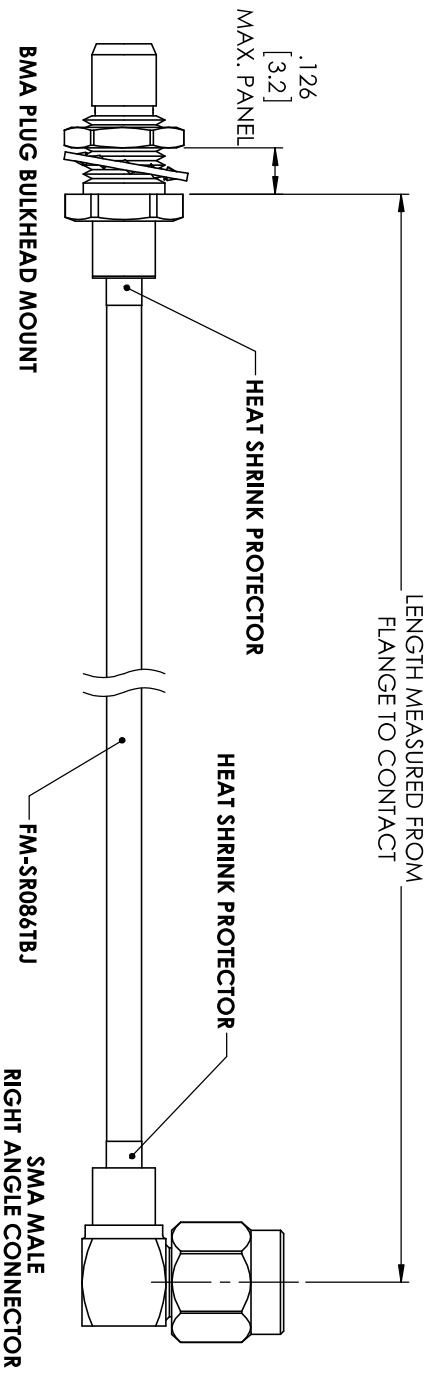 .126
[3.2]
MAX. PANEL
LENGTH MEASURED FROM
FLANGE TO CONTACT
HEAT SHRINK PROTECTOR
HEAT SHRINK PROTECTOR
BMA PLUG BULKHEAD MOUNT
FM-SR086TBJ
SMA MALE
RIGHT ANGLE CONNECTOR